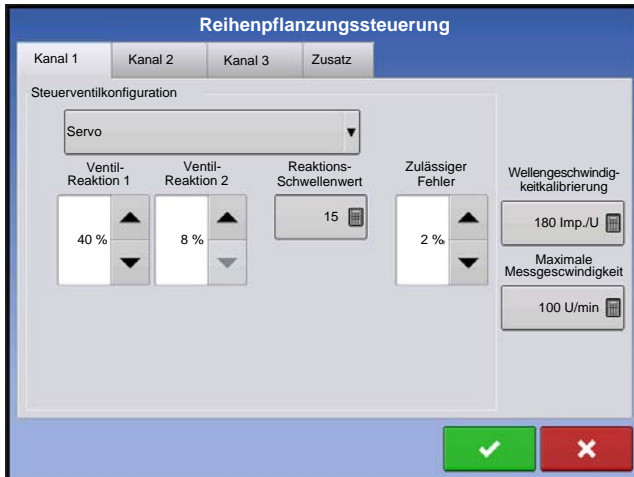 Reihenpflanzungssteuerung
Kanal 1
Kanal 2
Kanal 3
Zusatz
Steuerventilkonfiguration
Servo
Ventil-
Reaktion 1
40 %
Ventil-
Reaktion 2
8 %
Reaktions-
Schwellenwert
15
Zulässiger
Fehler
2 %
Wellengeschwindig-
keitkalibrierung
180 Imp./U
Maximale
Messgescwindigkeit
100 U/min